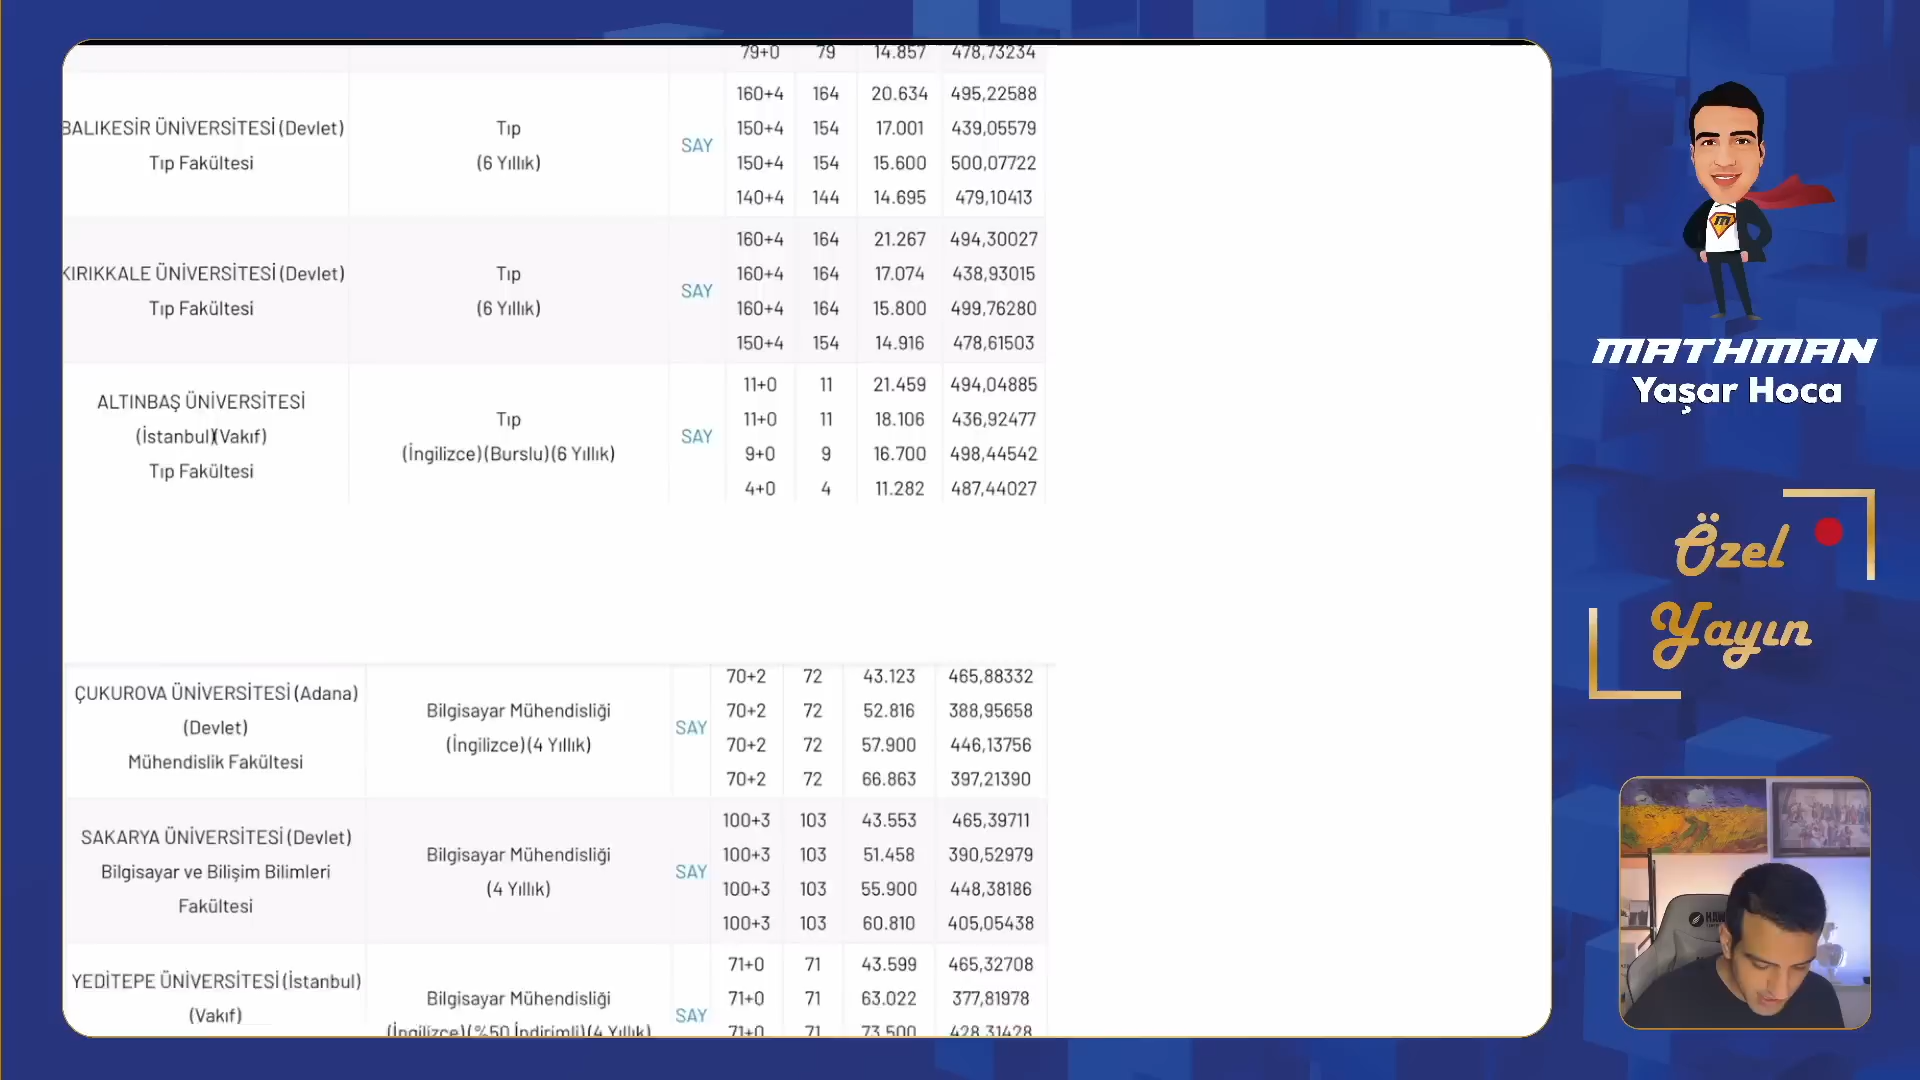 79+0 79 14.857 478,73234
BALIKESİR ÜNİVERSİTESİ (Devlet)
Tıp Fakültesi
Tıp
(6 Yıllık)
SAY
160+4 164 20.634 495,22588
150+4 154 17.001 439,05579
150+4 154 15.600 500,07722
140+4 144 14.695 479,10413
KIRIKKALE ÜNİVERSİTESİ (Devlet)
Tıp Fakültesi
Tıp
(6 Yıllık)
SAY
160+4 164 21.267 494,30027
160+4 164 17.074 438,93015
160+4 164 15.800 499,76280
150+4 154 14.916 478,61503
ALTINBAŞ ÜNİVERSİTESİ
(İstanbul)(Vakıf)
Tıp Fakültesi
Tıp
(İngilizce)(Burslu)(6 Yıllık)
SAY
11+0 11 21.459 494,04885
11+0 11 18.106 436,92477
9+0 9 16.700 498,44542
4+0 4 11.282 487,44027
ÇUKUROVA ÜNİVERSİTESİ (Adana)
(Devlet)
Mühendislik Fakültesi
Bilgisayar Mühendisliği
(İngilizce)(4 Yıllık)
SAY
70+2 72 43.123 465,88332
70+2 72 52.816 388,95658
70+2 72 57.900 446,13756
70+2 72 66.863 397,21390
SAKARYA ÜNİVERSİTESİ (Devlet)
Bilgisayar ve Bilişim Bilimleri
Fakültesi
Bilgisayar Mühendisliği
(4 Yıllık)
SAY
100+3 103 43.553 465,39711
100+3 103 51.458 390,52979
100+3 103 55.900 448,38186
100+3 103 60.810 405,05438
YEDİTEPE ÜNİVERSİTESİ (İstanbul)
(Vakıf)
Bilgisayar Mühendisliği
(İngilizce)(%50 İndirimli)(4 Yıllık)
SAY
71+0 71 43.599 465,32708
71+0 71 63.022 377,81978
71+0 71 73.500 428,31428
MATHMAN
Yaşar Hoca
Özel
Yayın